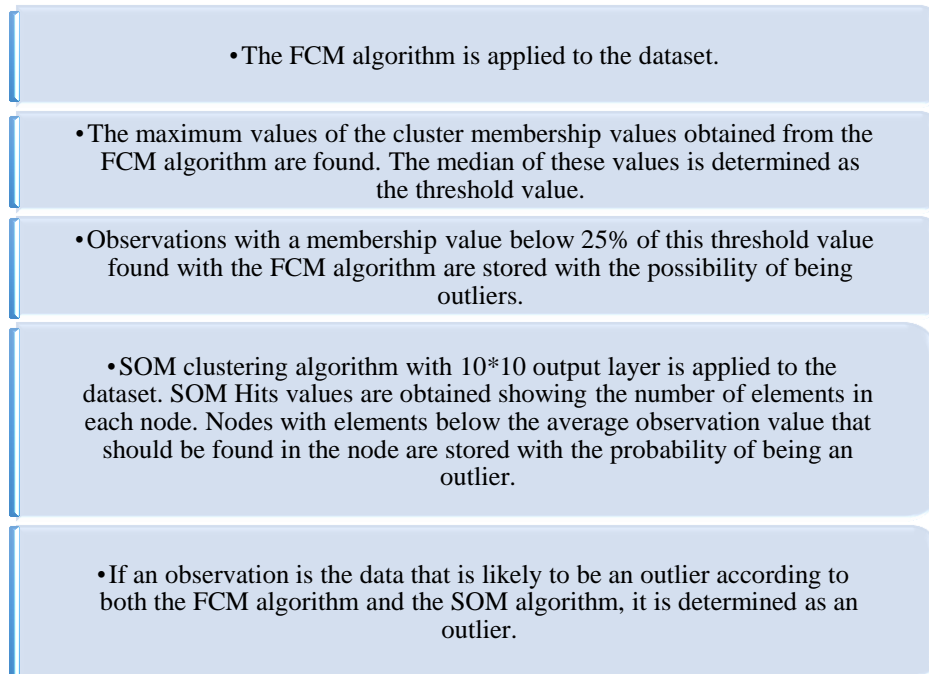 •The FCM algorithm is applied to the dataset.
•The maximum values of the cluster membership values obtained from the
FCM algorithm are found. The median of these values is determined as
the threshold value.
•Observations with a membership value below 25% of this threshold value
found with the FCM algorithm are stored with the possibility of being
outliers.
•SOM clustering algorithm with 10*10 output layer is applied to the
dataset. SOM Hits values are obtained showing the number of elements in
each node. Nodes with elements below the average observation value that
should be found in the node are stored with the probability of being an
outlier.
•If an observation is the data that is likely to be an outlier according to
both the FCM algorithm and the SOM algorithm, it is determined as an
outlier.